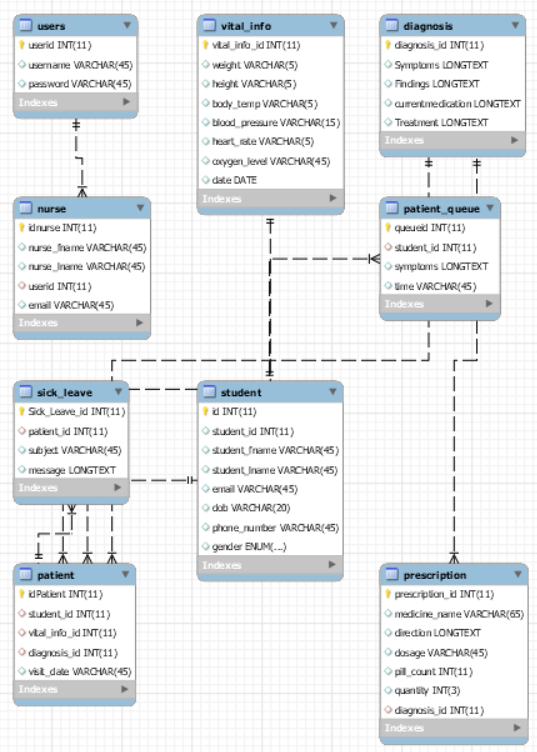 users
userid INT(11)
username VARCHAR(45)
password VARCHAR(45)
Indexes
vital_info
vital_info_id INT(11)
weight VARCHAR(5)
height VARCHAR(5)
body_temp VARCHAR(5)
blood_pressure VARCHAR(15)
heart_rate VARCHAR(5)
oxygen_level VARCHAR(45)
date DATE
Indexes
diagnosis
diagnosis_id INT(11)
Symptoms LONGTEXT
Findings LONGTEXT
currentmedication LONGTEXT
Treatment LONGTEXT
Indexes
nurse
idnurse INT(11)
nurse_fname VARCHAR(45)
nurse_lname VARCHAR(45)
userid INT(11)
email VARCHAR(45)
Indexes
patient_queue
queueid INT(11)
student_id INT(11)
symptoms LONGTEXT
time VARCHAR(45)
Indexes
sick_leave
Sick_Leave_id INT(11)
patient_id INT(11)
subject VARCHAR(45)
message LONGTEXT
Indexes
student
id INT(11)
student_id INT(11)
student_fname VARCHAR(45)
student_lname VARCHAR(45)
email VARCHAR(45)
dob VARCHAR(20)
phone_number VARCHAR(45)
gender ENUM(...)
Indexes
patient
idPatient INT(11)
student_id INT(11)
vital_info_id INT(11)
diagnosis_id INT(11)
visit_date VARCHAR(45)
Indexes
prescription
prescription_id INT(11)
medicine_name VARCHAR(65)
direction LONGTEXT
dosage VARCHAR(45)
pill_count INT(11)
quantity INT(3)
diagnosis_id INT(11)
Indexes